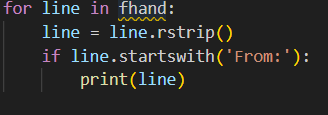 for line in fhand:
    line = line.rstrip()
    if line.startswith('From:'):
        print(line)